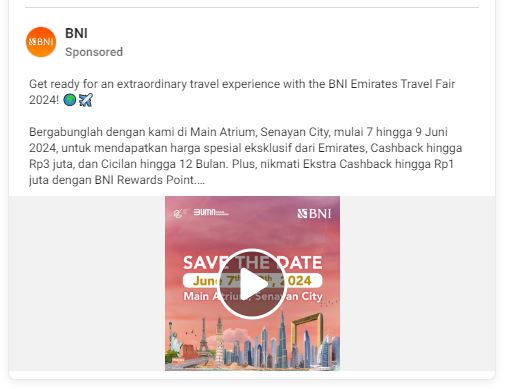 BNI
BNI
Sponsored
Get ready for an extraordinary travel experience with the BNI Emirates Travel Fair
2024!
Bergabunglah dengan kami di Main Atrium, Senayan City, mulai 7 hingga 9 Juni
2024, untuk mendapatkan harga spesial eksklusif dari Emirates, Cashback hingga
Rp3 juta, dan Cicilan hingga 12 Bulan. Plus, nikmati Ekstra Cashback hingga Rp1
juta dengan BNI Rewards Point....
BUMN BNI
SAVE THE DATE
June 7th 2024
Main Atrium, Senayan City